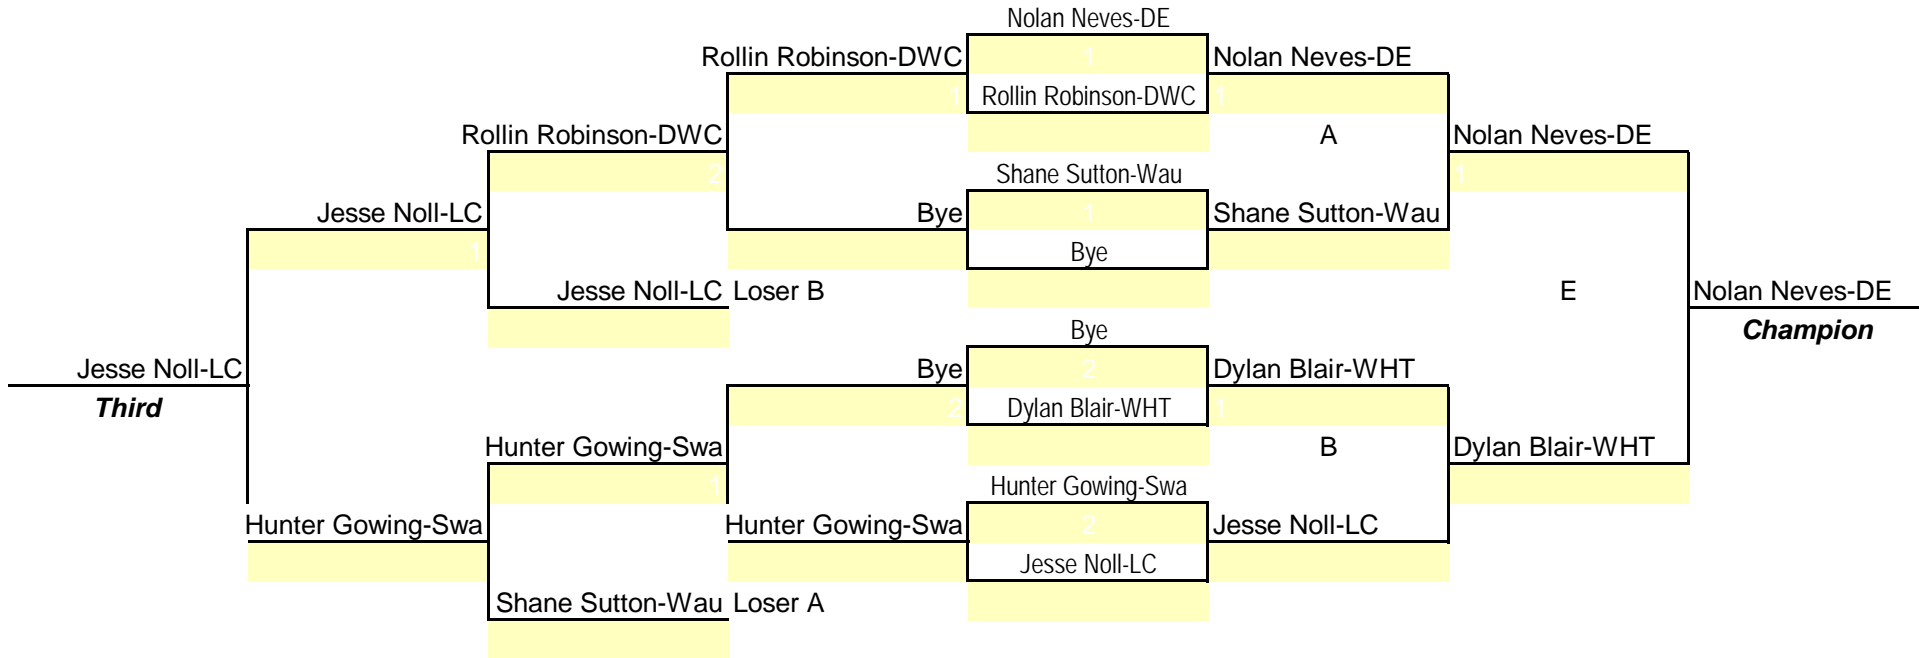 Nolan Neves-DE
Rollin Robinson-DWC 1 Nolan Neves-DE
1 Rollin Robinson-DWC 1
Rollin Robinson-DWC A Nolan Neves-DE
2 Shane Sutton-Wau 1
Jesse Noll-LC Bye 1 Shane Sutton-Wau
1 Bye
Jesse Noll-LC Loser B E Nolan Neves-DE
Bye Champion
Jesse Noll-LC Bye 2 Dylan Blair-WHT
Third 2 Dylan Blair-WHT 1
Hunter Gowing-Swa B Dylan Blair-WHT
1 Hunter Gowing-Swa
Hunter Gowing-Swa Hunter Gowing-Swa 2 Jesse Noll-LC
Jesse Noll-LC
Shane Sutton-Wau Loser A